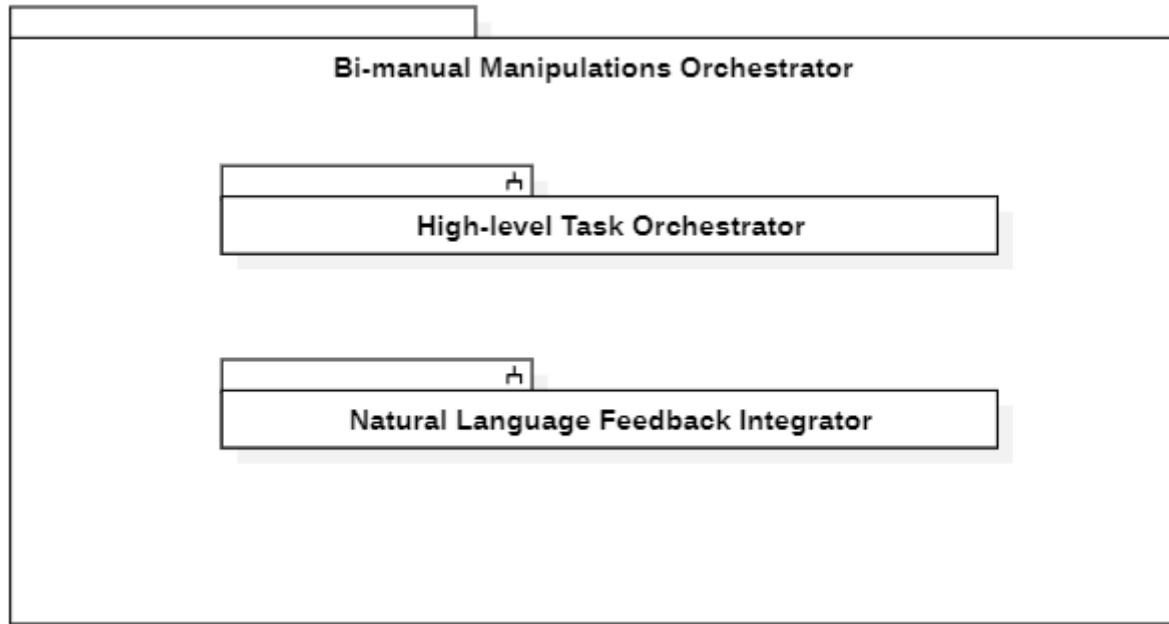 Bi-manual Manipulations Orchestrator
High-level Task Orchestrator
Natural Language Feedback Integrator